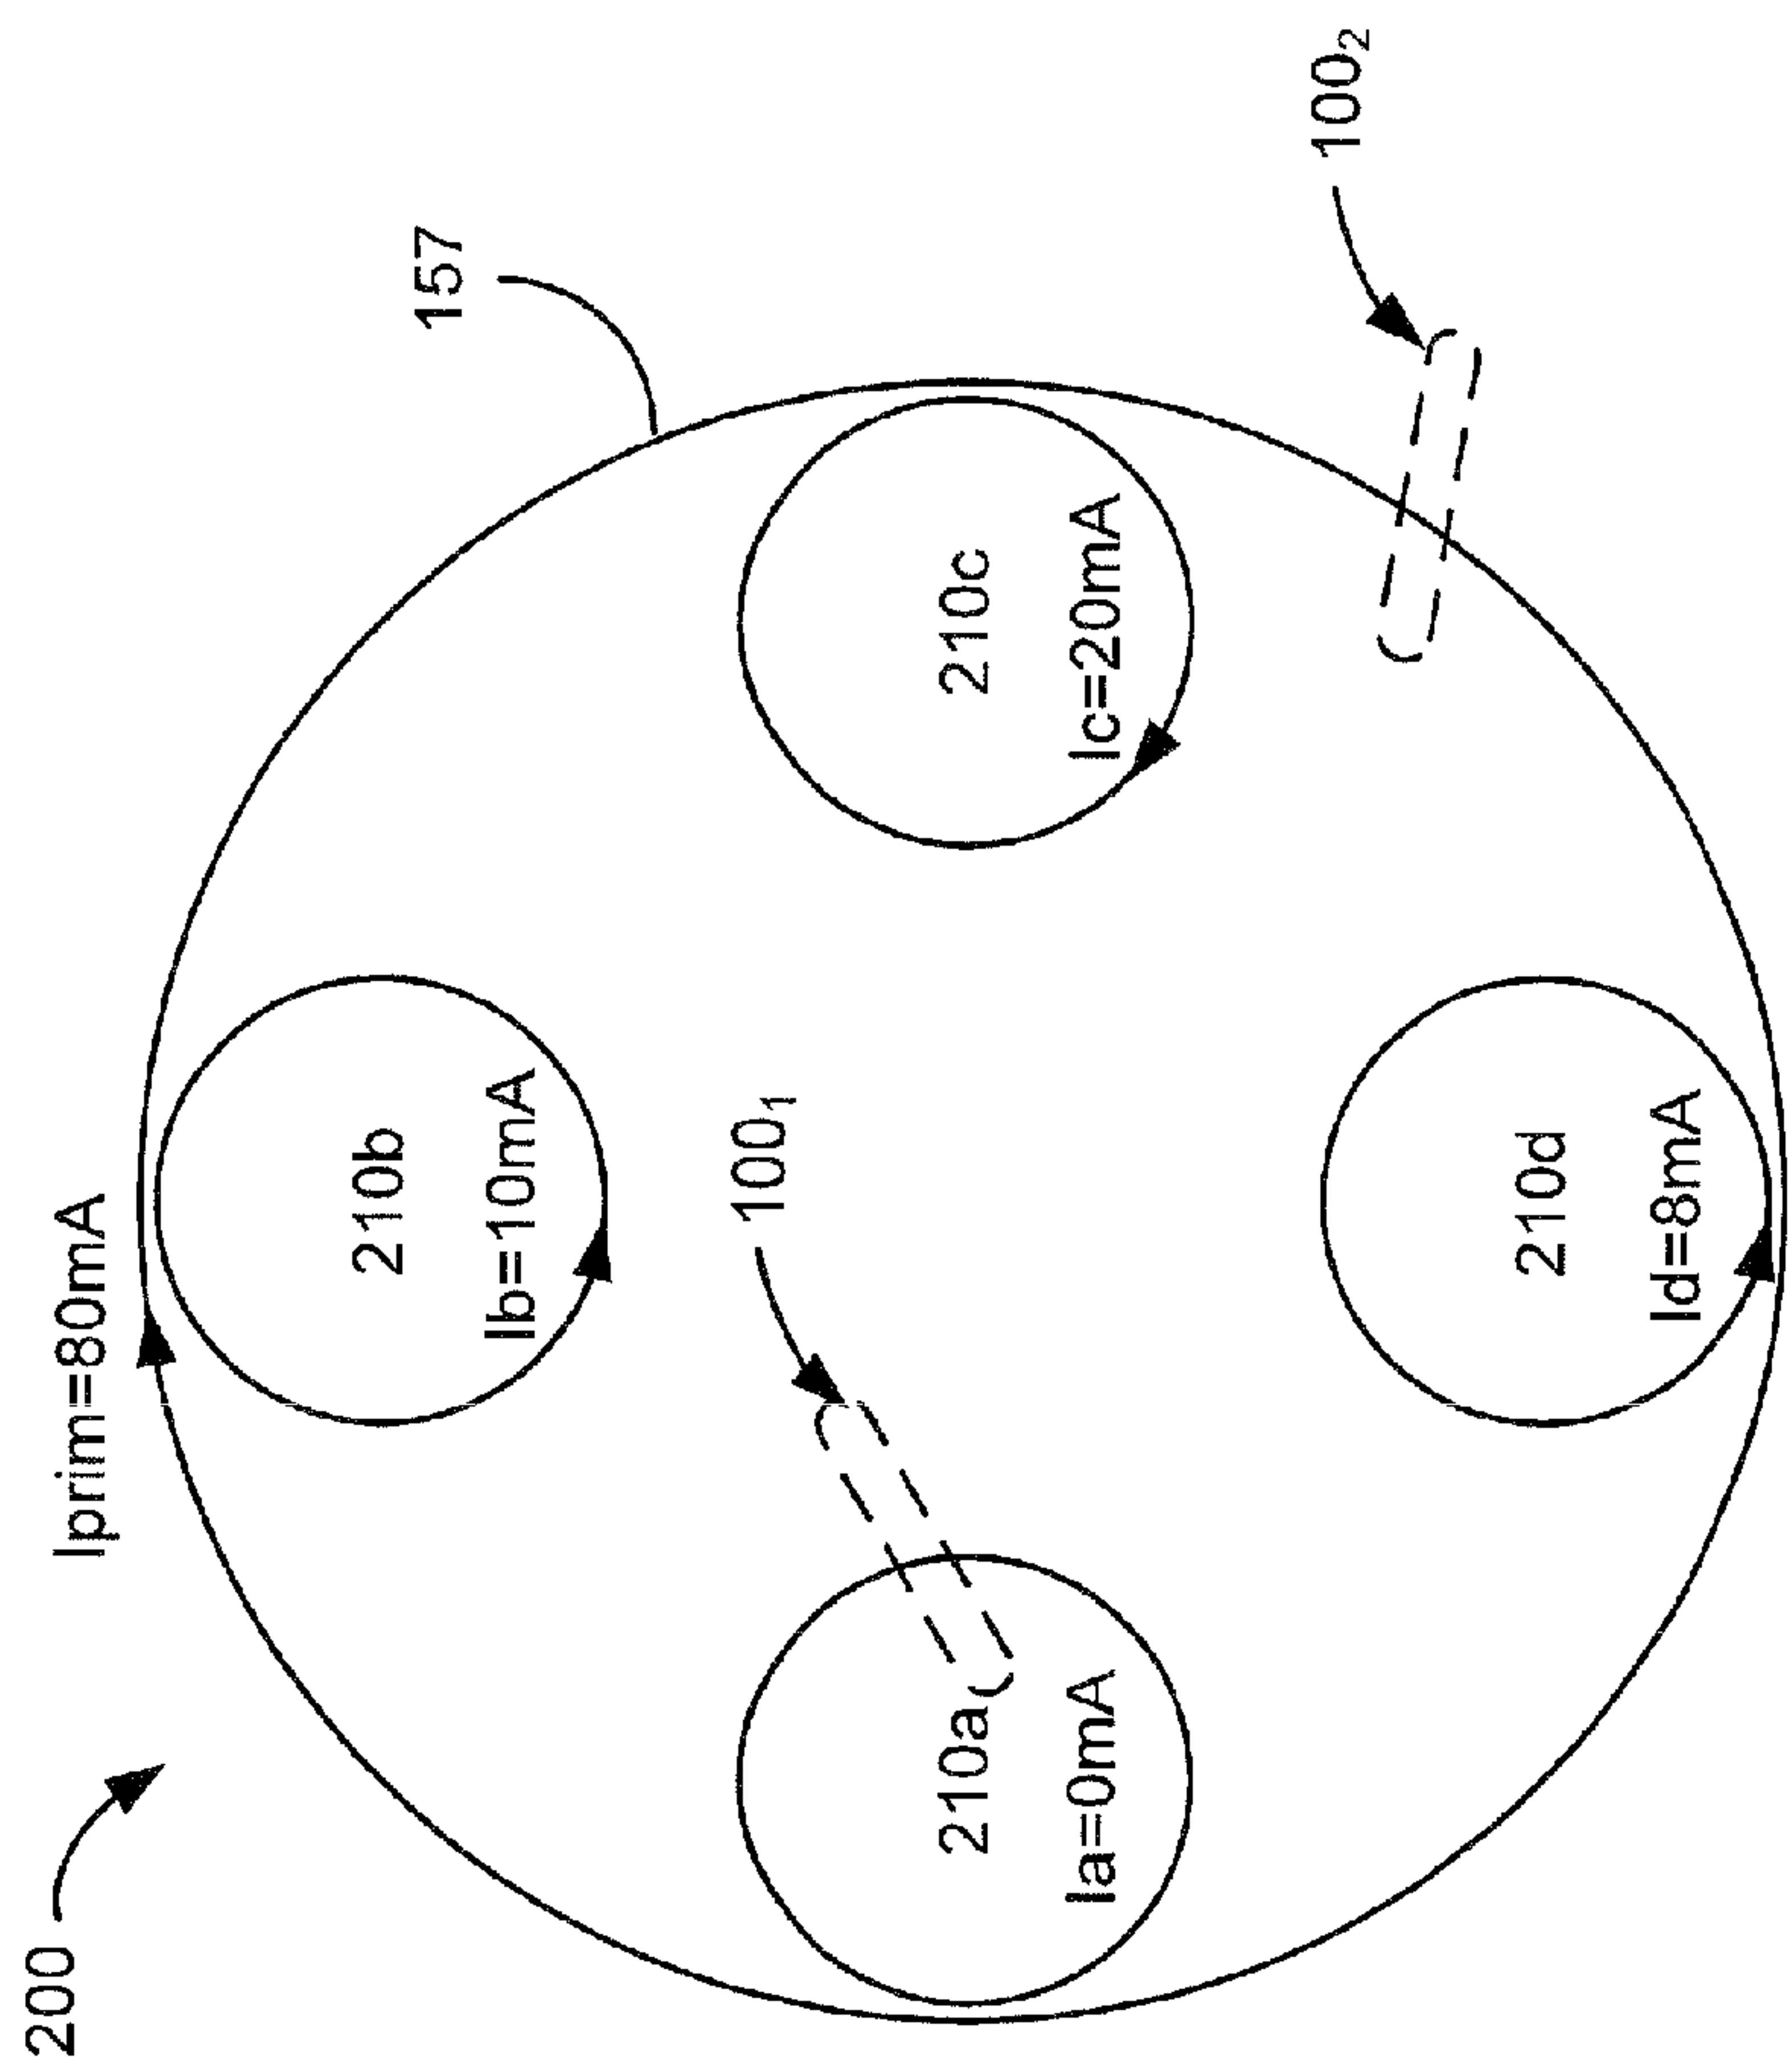 200
Iprim=80mA
157
210b
Ib=10mA
100₁
210a
Ia=0mA
210c
Ic=20mA
100₂
210d
Id=8mA